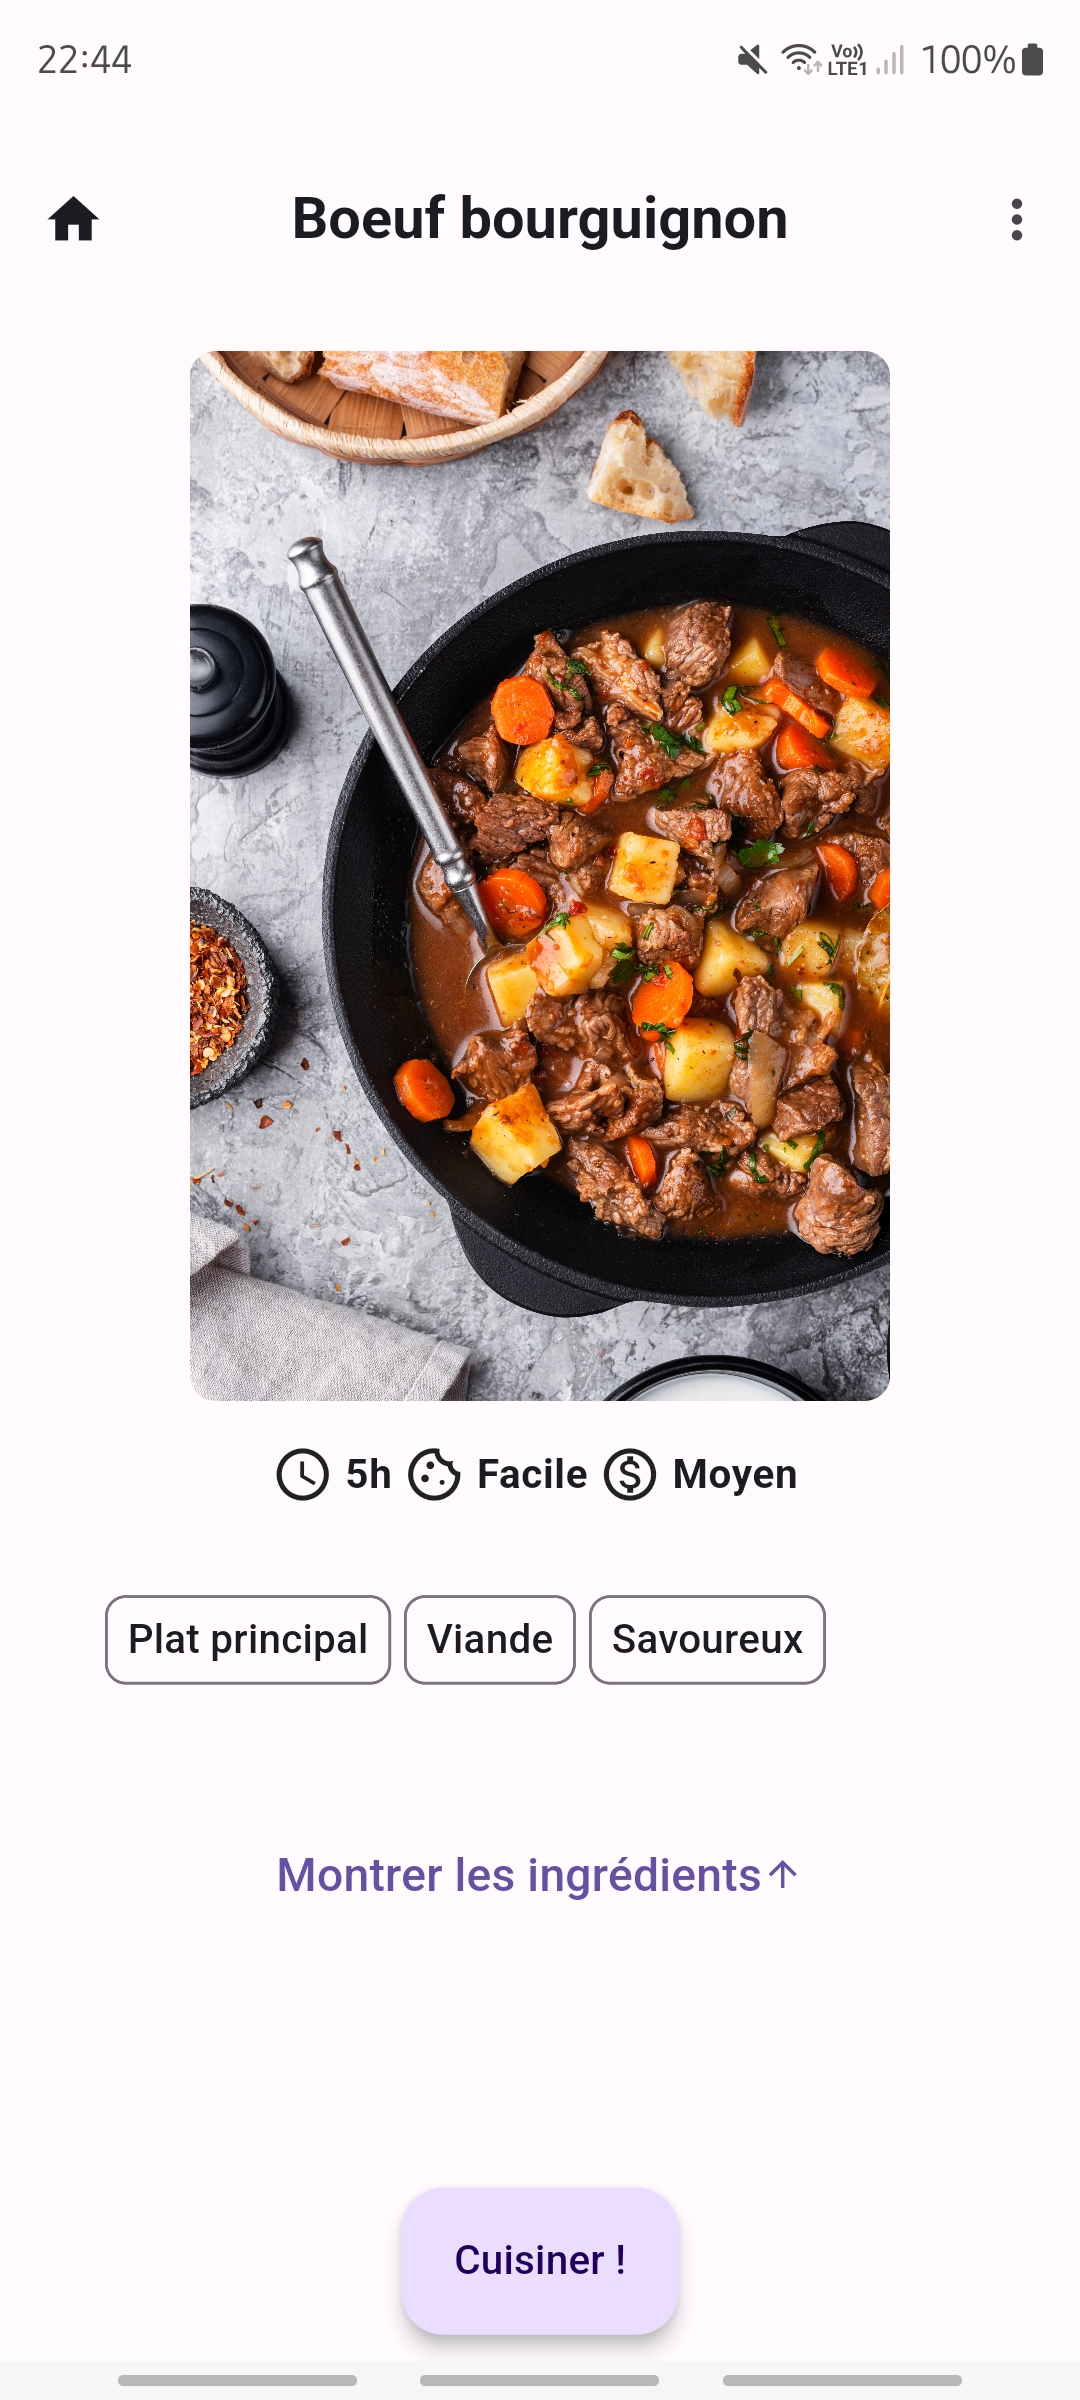 22:44 Vo)) LTE1 100%
Boeuf bourguignon
5h Facile Moyen
Plat principal Viande Savoureux
Montrer les ingrédients↑
Cuisiner !